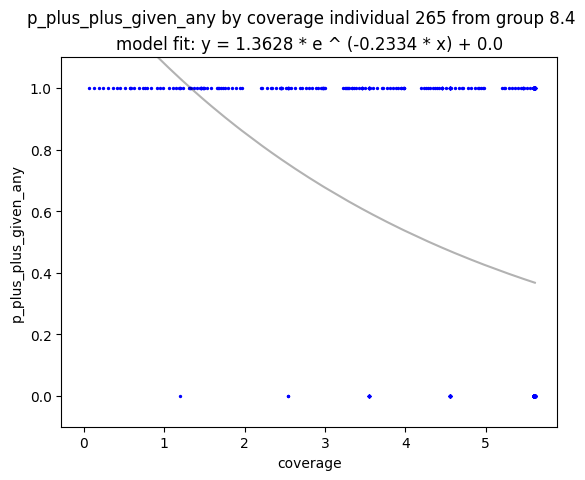 p_plus_plus_given_any by coverage individual 265 from group 8.4
model fit: y = 1.3628 * e ^ (-0.2334 * x) + 0.0
1.0
0.8
0.6
0.4
0.2
0.0
p_plus_plus_given_any
0 1 2 3 4 5
coverage